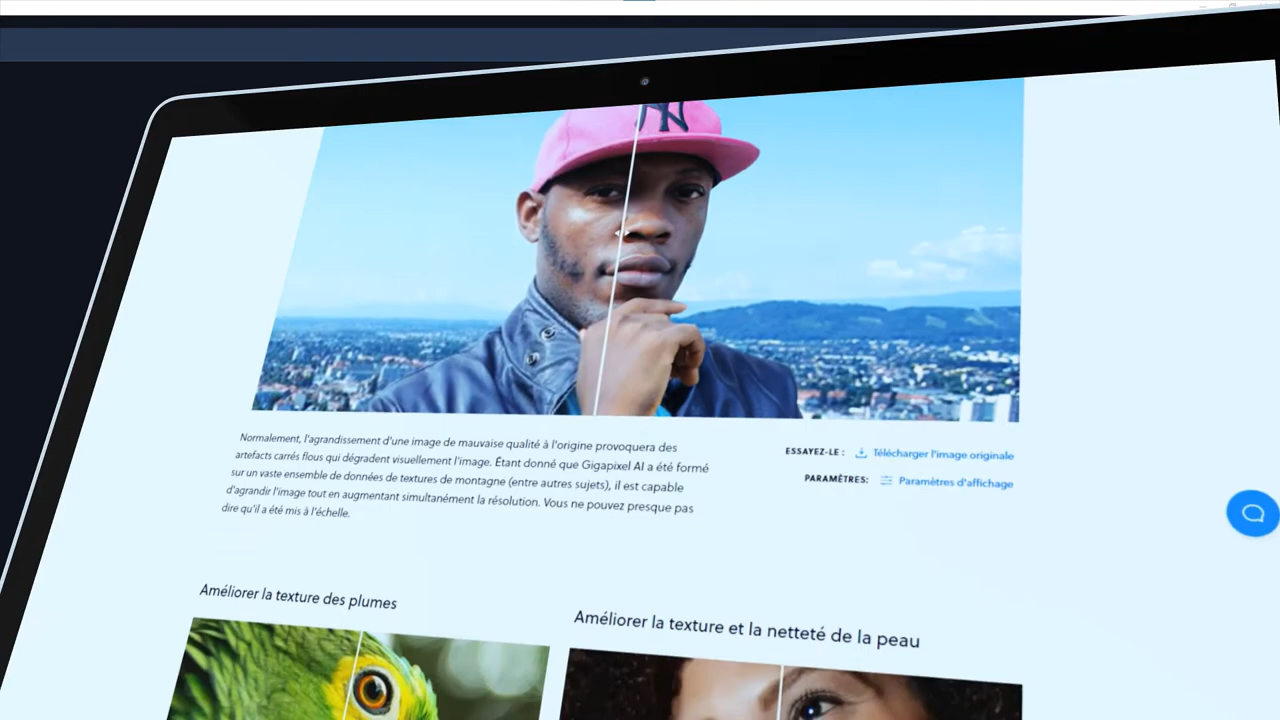 NY
Normalement, l'agrandissement d'une image de mauvaise qualité à l'origine provoquera des
artefacts carrés flous qui dégradent visuellement l'image. Étant donné que Gigapixel AI a été formé
sur un vaste ensemble de données de textures de montagne (entre autres sujets), il est capable
d'agrandir l'image tout en augmentant simultanément la résolution. Vous ne pouvez presque pas
dire qu'il a été mis à l'échelle.
ESSAYEZ-LE : Télécharger l'image originale
PARAMÈTRES: Paramètres d'affichage
Améliorer la texture des plumes
Améliorer la texture et la netteté de la peau